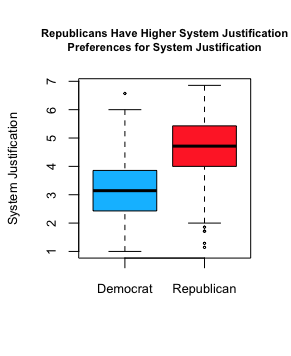 Republicans Have Higher System Justification
Preferences for System Justification
System Justification
7
6
5
4
3
2
1
Democrat Republican